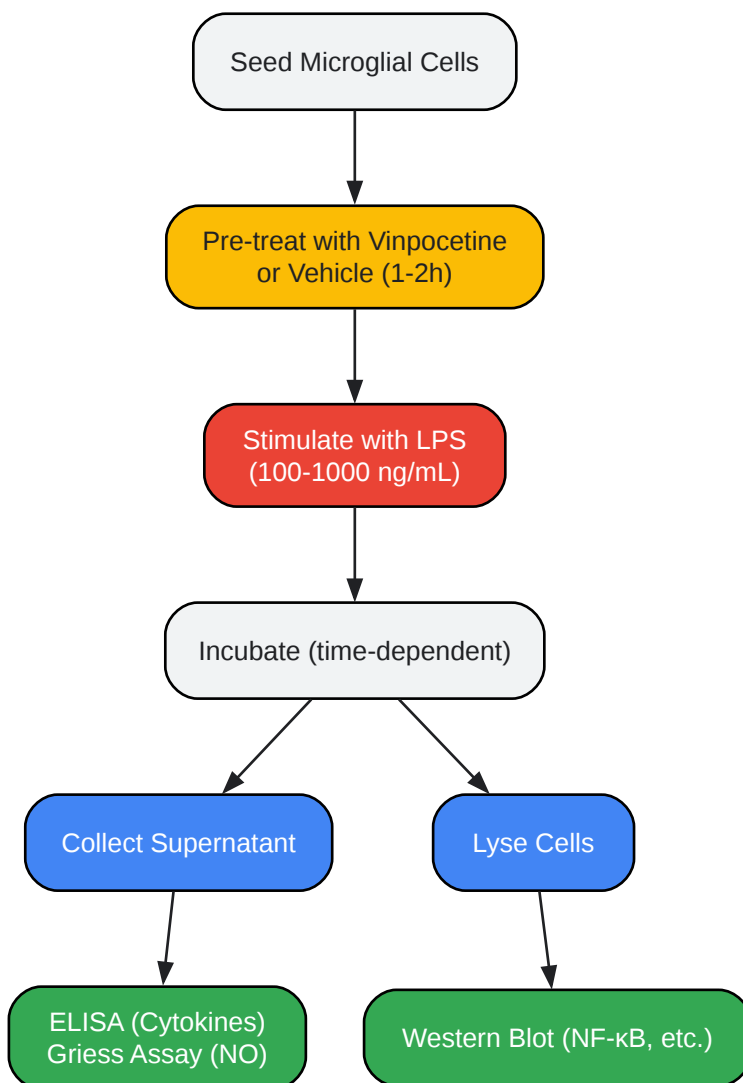 Seed Microglial Cells
Pre-treat with Vinpocetine
or Vehicle (1-2h)
Stimulate with LPS
(100-1000 ng/mL)
Incubate (time-dependent)
Collect Supernatant
Lyse Cells
ELISA (Cytokines)
Griess Assay (NO)
Western Blot (NF-κB, etc.)